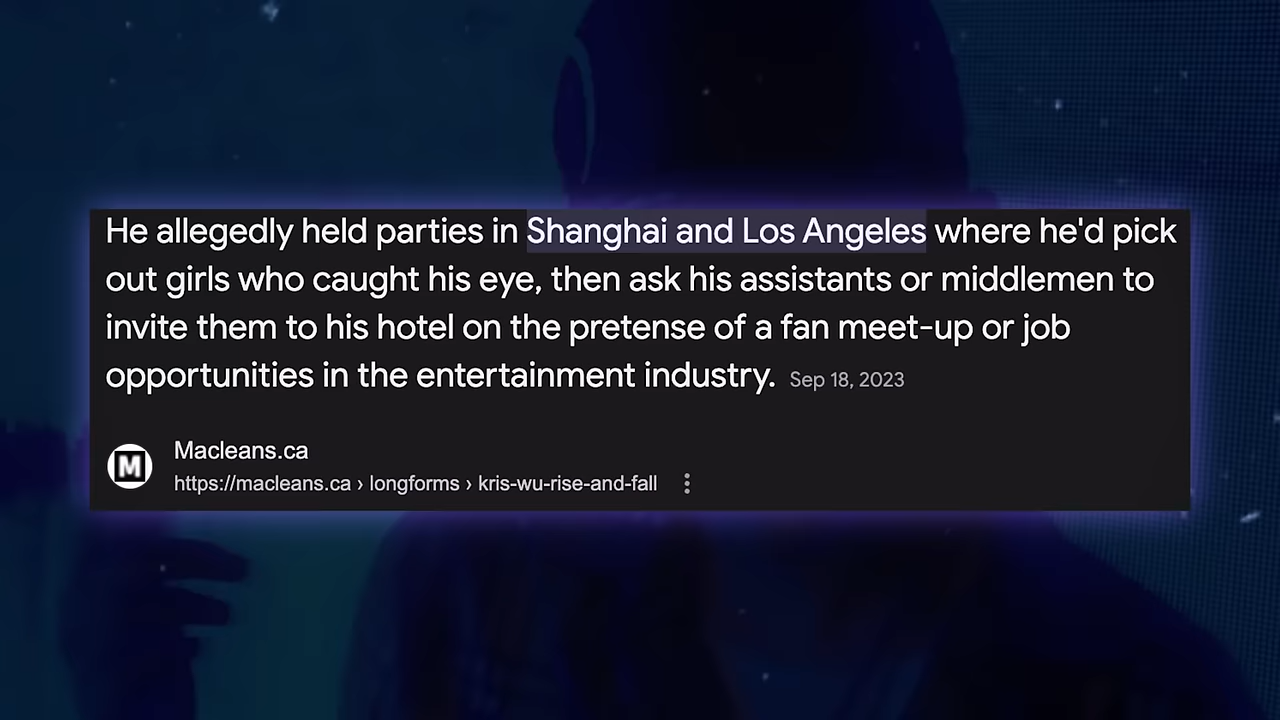 He allegedly held parties in Shanghai and Los Angeles where he'd pick
out girls who caught his eye, then ask his assistants or middlemen to
invite them to his hotel on the pretense of a fan meet-up or job
opportunities in the entertainment industry. Sep 18, 2023
M
Macleans.ca
https://macleans.ca › longforms › kris-wu-rise-and-fall